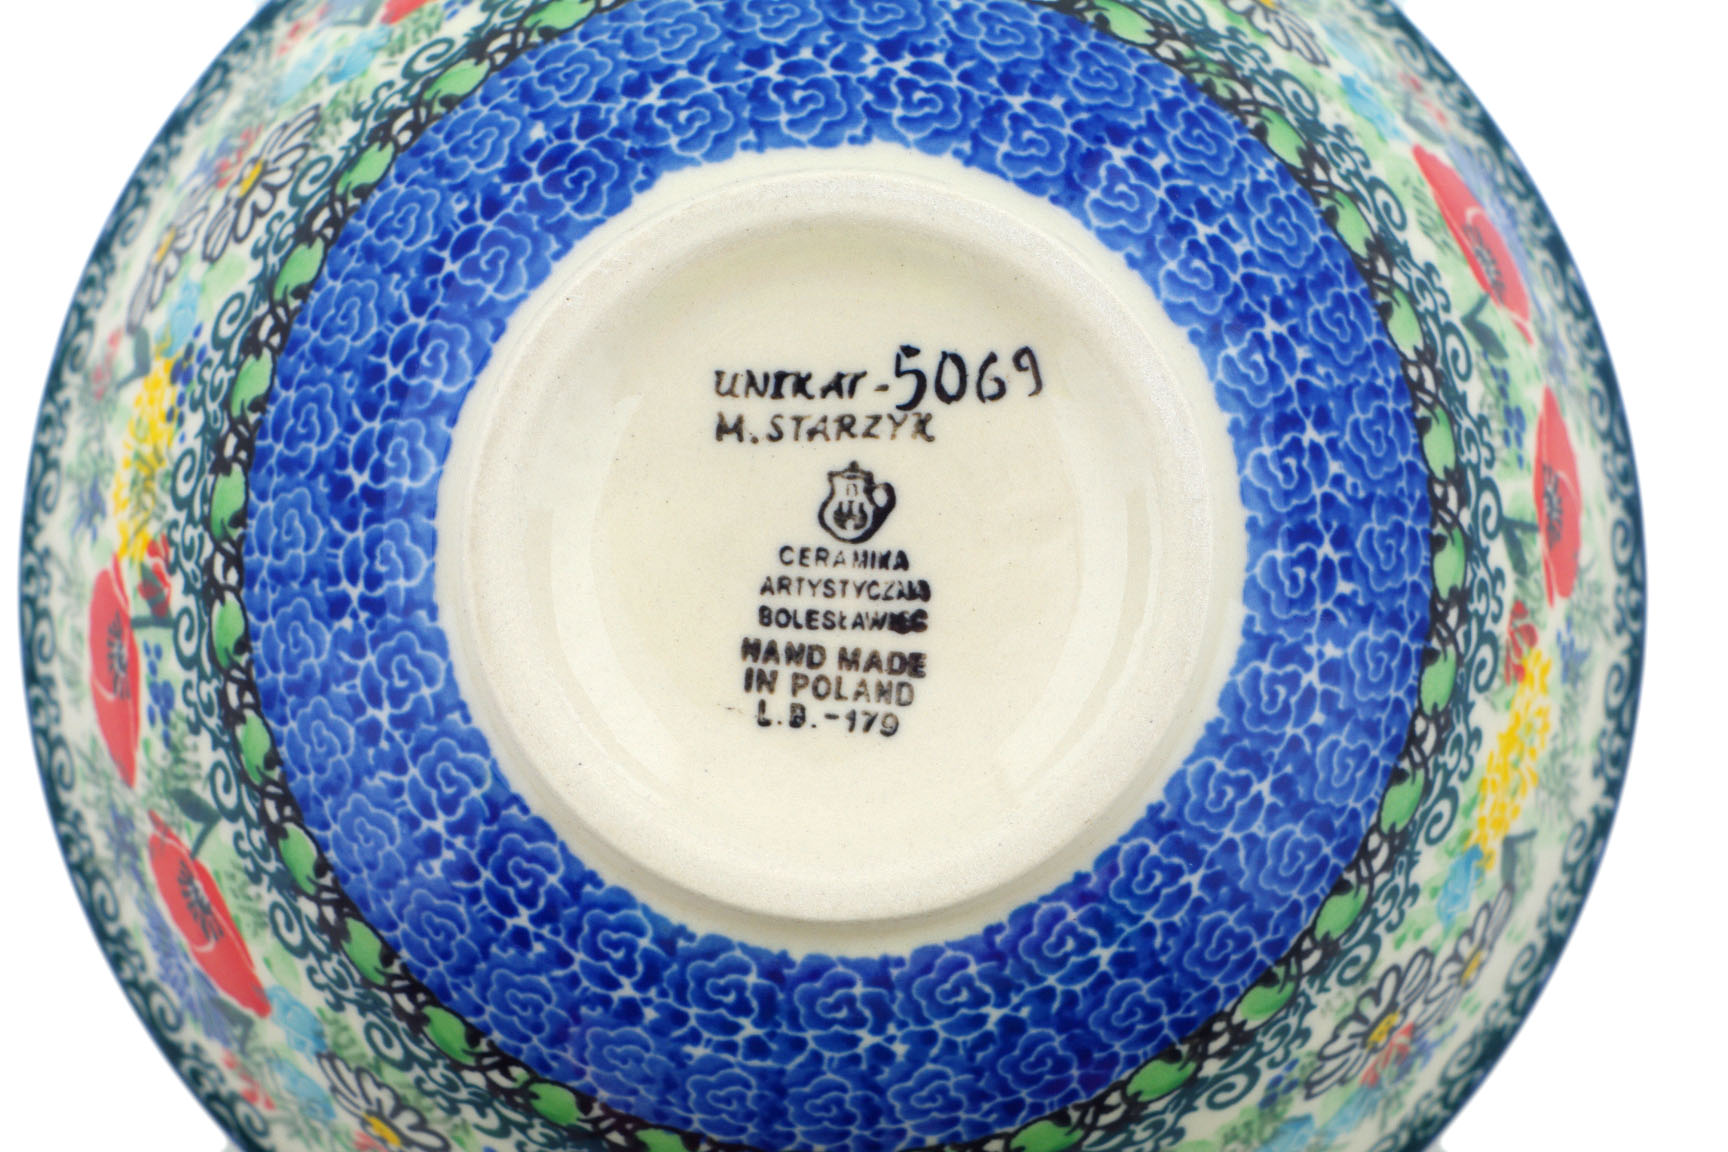 UNIKAT-5069
M. STARZYK
CERAMIKA
ARTYSTYCZNA
BOLESŁAWIEC
HAND MADE
IN POLAND
L.B.-179